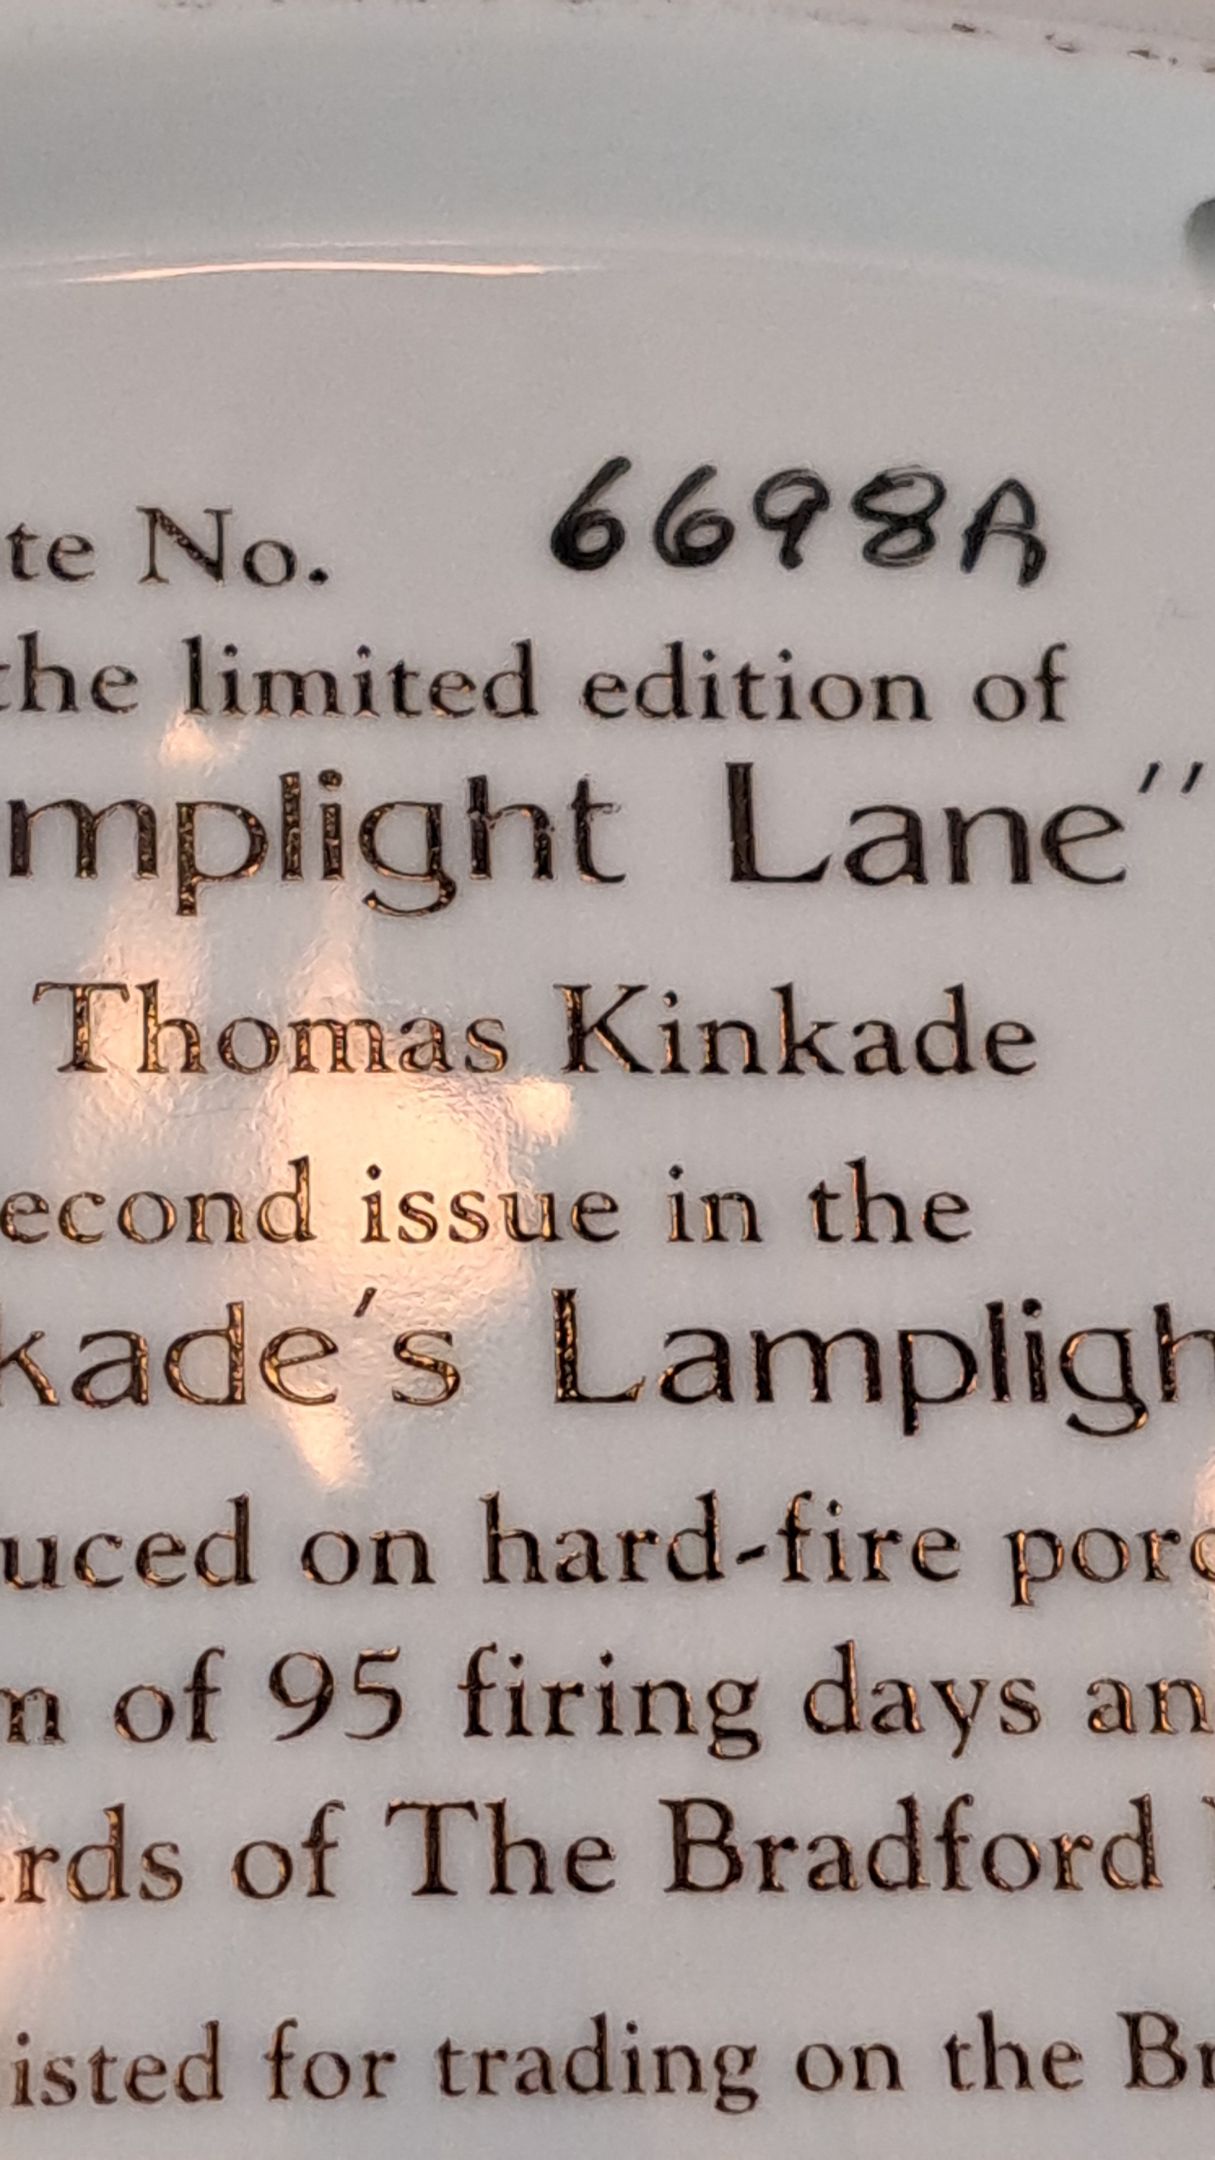 te No. 6698A
the limited edition of
mplight Lane"
Thomas Kinkade
econd issue in the
kade's Lampligh
uced on hard-fire porc
m of 95 firing days an
rds of The Bradford
isted for trading on the Br